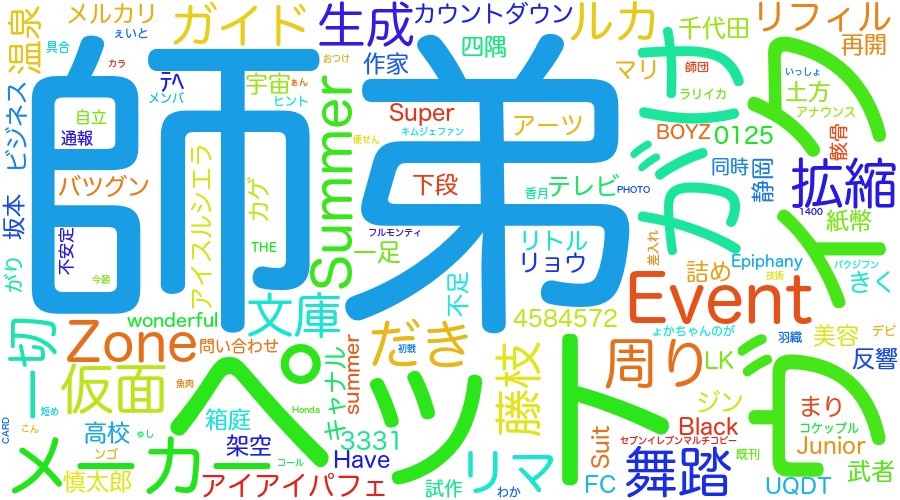 メルカリ
ガイド
生成
カウントダウン
ルカ
リフィル
温泉
ぇいと
四隅
千代田
再開
具合
カラ
おつけ
作家
マリ
師団
いっしょ
ビジネス
メンバ
テヘ
宇宙
ぁん
ヒント
がけ
ラリイカ
土方
アナウンス
自立
通報
Summer
Super
アーツ
BOYZ
0125
骸骨
キムジェファン
便せん
師弟
バツグン
アイスルシエラ
カゲ
下段
香月
テレビ
PHOTO
同時
静岡
拡縮
坂本
不安定
THE
フルモンティ
一足
リトル
リョウ
差入れ
1400
紙幣
がり
今朝
不足
詰め
Epiphany
技術
パクジフン
きく
wonderful
文庫
Event
4584572
ょかちゃんのが
羽織
美容
デビ
一切
Zone
問い合わせ
初戦
だき
藤枝
周り
LK
反響
仮面
魚肉
キャナル
summer
ペット
ヴィク
短め
箱庭
Honda
ジン
まり
CARD
こん
高校
ゅし
架空
3331
Suit
Black
コケップル
メーカー
ンゴ
コール
Have
リマ
セブンイレブンマルチコピー
既刊
Junior
慎太郎
アイアイパフェ
試作
わか
FC
舞踏
UQDT
武者